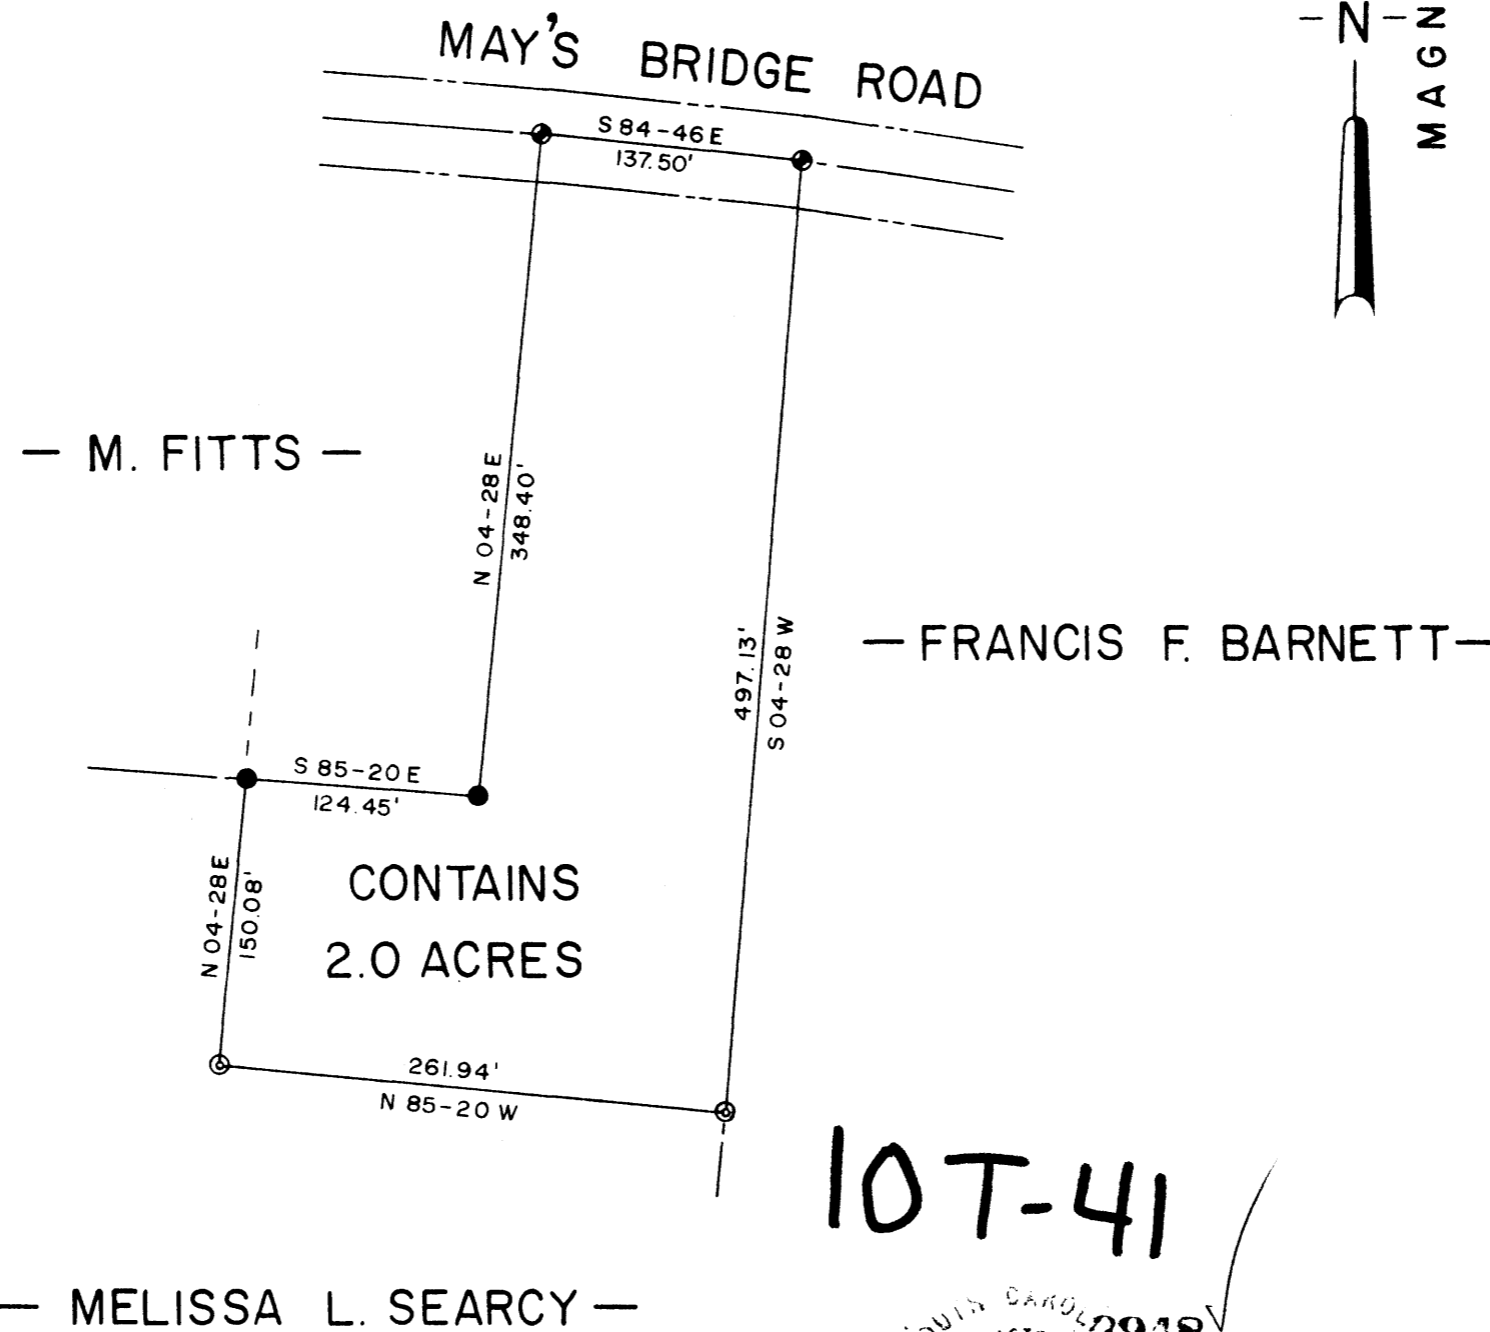 MAY'S BRIDGE ROAD
- N -
MAGN
S 84-46 E
137.50'
N 04-28 E
348.40'
- M. FITTS -
497.13'
S 04-28 W
- FRANCIS F. BARNETT -
S 85-20 E
124.45'
N 04-28 E
150.08'
CONTAINS
2.0 ACRES
261.94'
N 85-20 W
10T-41
- MELISSA L. SEARCY -